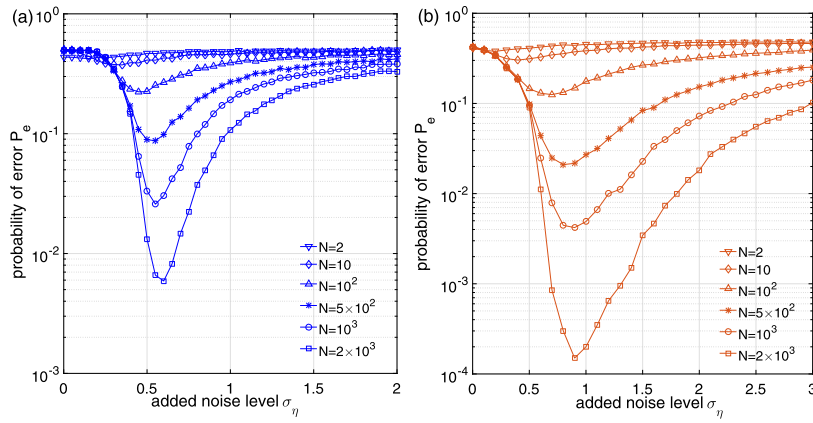 (a)
probability of error P_e
10^0
10^-1
10^-2
10^-3
N=2
N=10
N=10^2
N=5×10^2
N=10^3
N=2×10^3
0 0.5 1 1.5 2
added noise level σ_η
(b)
probability of error P_e
10^0
10^-1
10^-2
10^-3
10^-4
N=2
N=10
N=10^2
N=5×10^2
N=10^3
N=2×10^3
0 0.5 1 1.5 2 2.5 3
added noise level σ_η